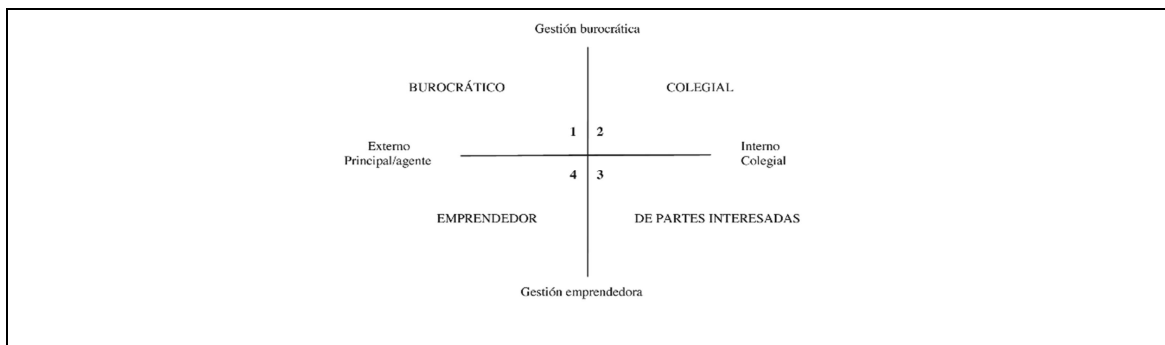 Gestión burocrática
BUROCRÁTICO
COLEGIAL
1
2
Externo
Principal/agente
Interno
Colegial
4
3
EMPRENDEDOR
DE PARTES INTERESADAS
Gestión emprendedora